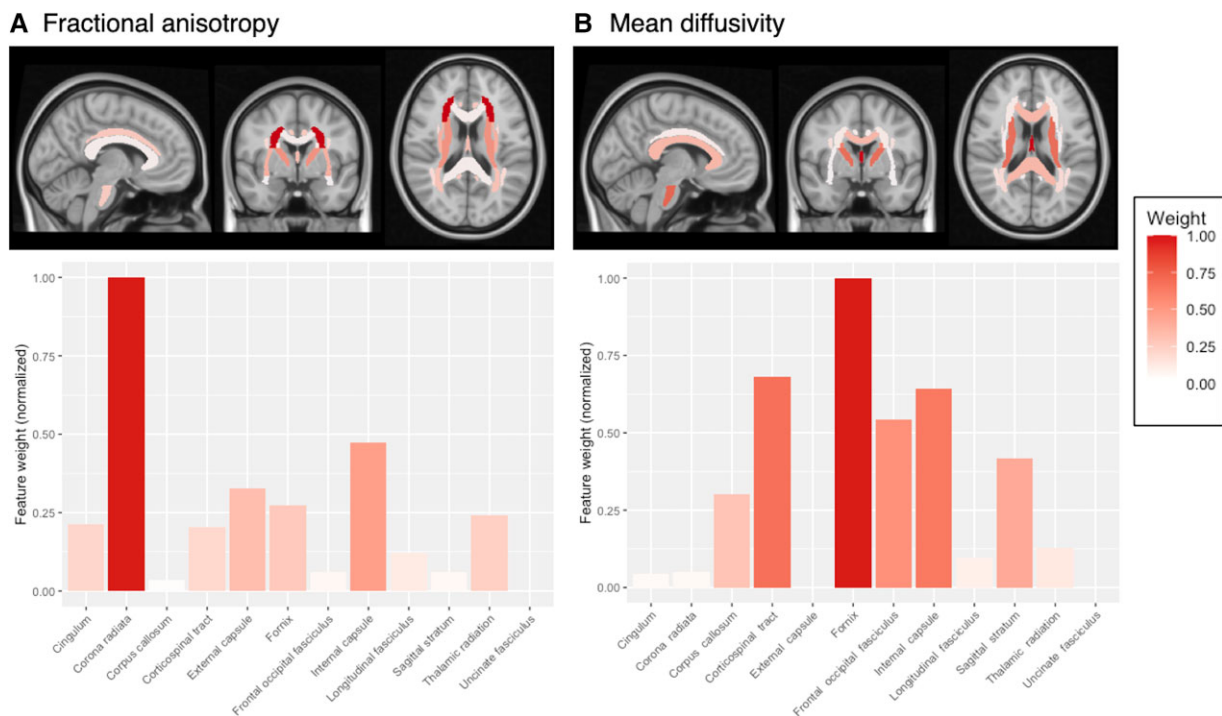 A Fractional anisotropy
B Mean diffusivity
Weight
1.00
0.75
0.50
0.25
0.00
Feature weight (normalized)
1.00
0.75
0.50
0.25
0.00
Cingulum
Corona radiata
Corpus callosum
Corticospinal tract
External capsule
Fornix
Frontal occipital fasciculus
Internal capsule
Longitudinal fasciculus
Sagittal stratum
Thalamic radiation
Uncinate fasciculus
Feature weight (normalized)
1.00
0.75
0.50
0.25
0.00
Cingulum
Corona radiata
Corpus callosum
Corticospinal tract
External capsule
Fornix
Frontal occipital fasciculus
Internal capsule
Longitudinal fasciculus
Sagittal stratum
Thalamic radiation
Uncinate fasciculus